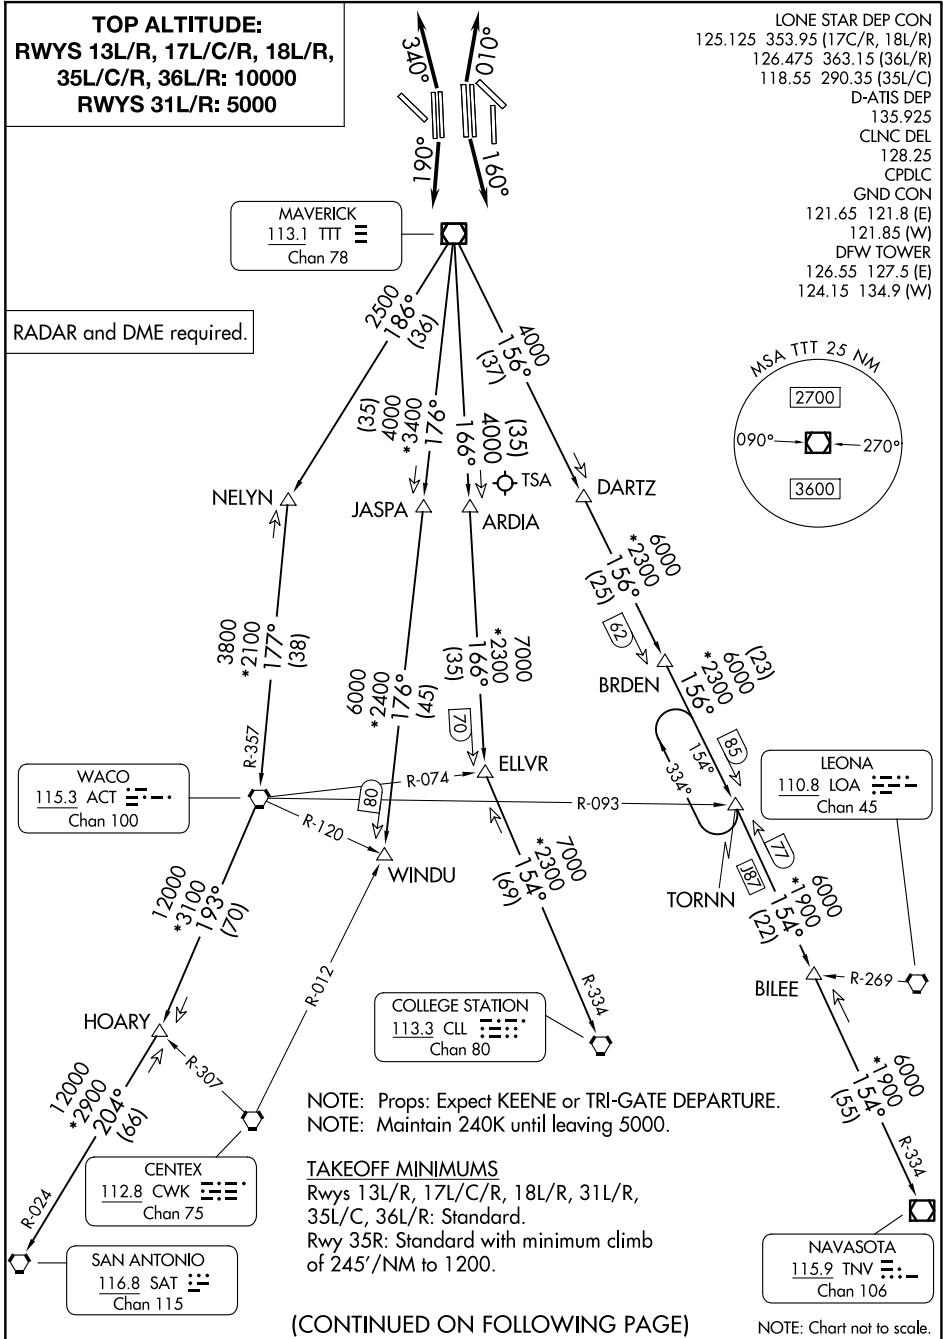 TOP ALTITUDE:
RWYS 13L/R, 17L/C/R, 18L/R,
35L/C/R, 36L/R: 10000
RWYS 31L/R: 5000
340°
010°
190°
160°
LONE STAR DEP CON
125.125 353.95 (17C/R, 18L/R)
126.475 363.15 (36L/R)
118.55 290.35 (35L/C)
D-ATIS DEP
135.925
CLNC DEL
128.25
CPDLC
GND CON
121.65 121.8 (E)
121.85 (W)
DFW TOWER
126.55 127.5 (E)
124.15 134.9 (W)
MAVERICK
113.1 TTT
Chan 78
RADAR and DME required.
2500
186°
(36)
(35)
4000
*3400
176°
(35)
4000
166°
4000
156°
(37)
MSA TTT 25 NM
2700
090°
270°
3600
TSA
NELYN
JASPA
ARDIA
DARTZ
3800
*2100
177°
(38)
6000
*2400
176°
(45)
7000
*2300
166°
(35)
6000
*2300
156°
(25)
62
BRDEN
(23)
6000
*2300
156°
70
80
85
154°
334°
R-357
WACO
115.3 ACT
Chan 100
R-074
ELLVR
R-093
R-120
WINDU
LEONA
110.8 LOA
Chan 45
77
J87
TORNN
12000
*3100
193°
(70)
7000
*2300
154°
(69)
6000
*1900
154°
(22)
R-012
R-334
BILEE
R-269
HOARY
R-307
COLLEGE STATION
113.3 CLL
Chan 80
12000
*2900
204°
(66)
R-024
6000
*1900
154°
(55)
R-334
CENTEX
112.8 CWK
Chan 75
SAN ANTONIO
116.8 SAT
Chan 115
NOTE: Props: Expect KEENE or TRI-GATE DEPARTURE.
NOTE: Maintain 240K until leaving 5000.
TAKEOFF MINIMUMS
Rwys 13L/R, 17L/C/R, 18L/R, 31L/R,
35L/C, 36L/R: Standard.
Rwy 35R: Standard with minimum climb
of 245'/NM to 1200.
NAVASOTA
115.9 TNV
Chan 106
(CONTINUED ON FOLLOWING PAGE)
NOTE: Chart not to scale.